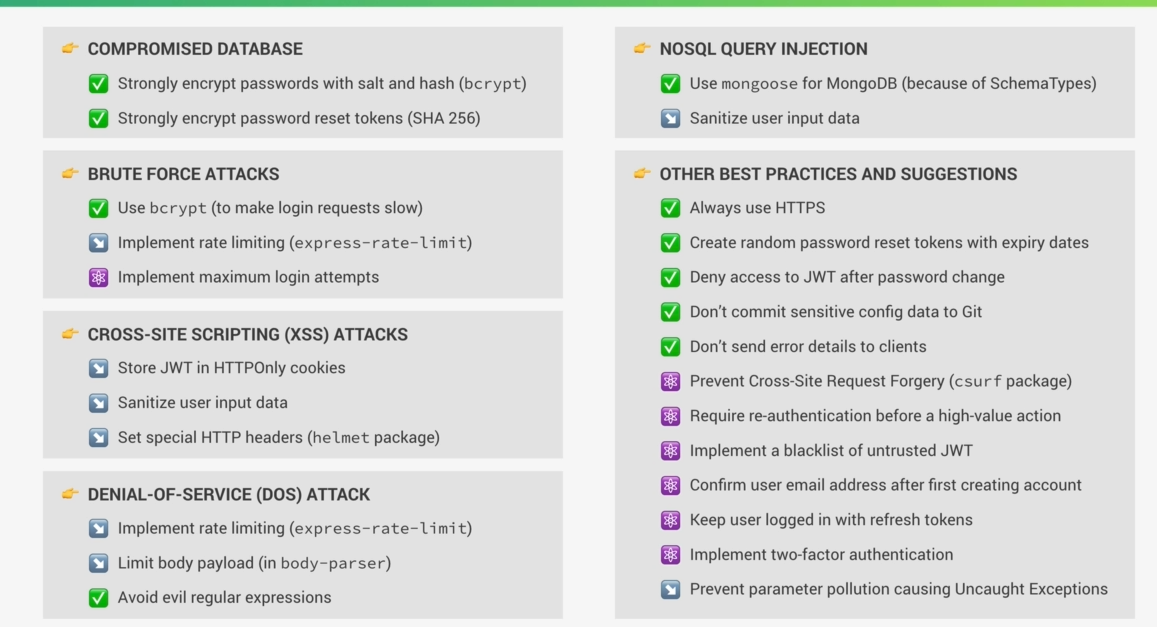 COMPROMISED DATABASE
Strongly encrypt passwords with salt and hash (bcrypt)
Strongly encrypt password reset tokens (SHA 256)
BRUTE FORCE ATTACKS
Use bcrypt (to make login requests slow)
Implement rate limiting (express-rate-limit)
Implement maximum login attempts
CROSS-SITE SCRIPTING (XSS) ATTACKS
Store JWT in HTTPOnly cookies
Sanitize user input data
Set special HTTP headers (helmet package)
DENIAL-OF-SERVICE (DOS) ATTACK
Implement rate limiting (express-rate-limit)
Limit body payload (in body-parser)
Avoid evil regular expressions
NOSQL QUERY INJECTION
Use mongoose for MongoDB (because of SchemaTypes)
Sanitize user input data
OTHER BEST PRACTICES AND SUGGESTIONS
Always use HTTPS
Create random password reset tokens with expiry dates
Deny access to JWT after password change
Don’t commit sensitive config data to Git
Don’t send error details to clients
Prevent Cross-Site Request Forgery (csurf package)
Require re-authentication before a high-value action
Implement a blacklist of untrusted JWT
Confirm user email address after first creating account
Keep user logged in with refresh tokens
Implement two-factor authentication
Prevent parameter pollution causing Uncaught Exceptions